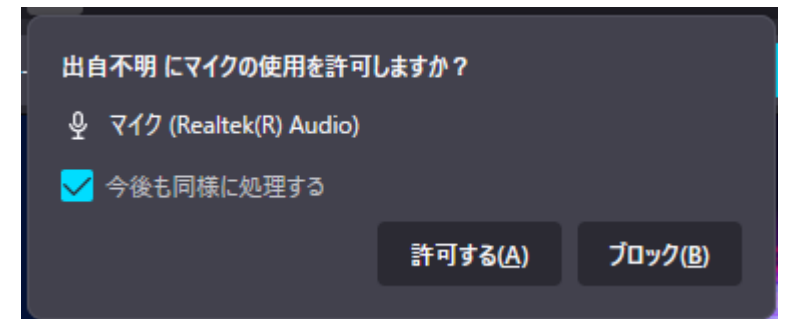 出自不明 にマイクの使用を許可しますか？
マイク (Realtek(R) Audio)
今後も同様に処理する
許可する(A) ブロック(B)